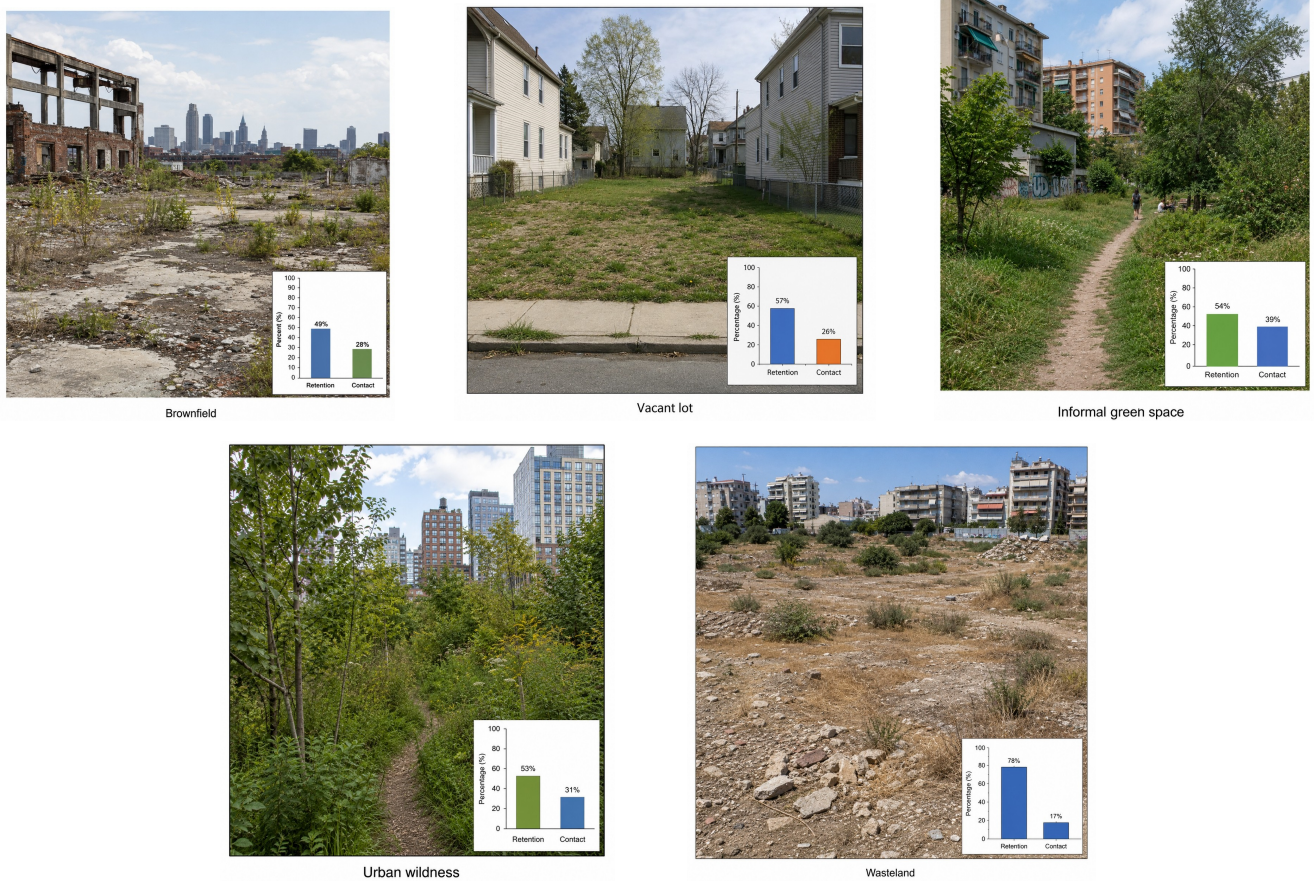 100
90
80
70
60
50
40
30
20
10
0
Percent (%)
49%
28%
Retention
Contact
Brownfield
100
80
60
40
20
0
Percentage (%)
57%
26%
Retention
Contact
Vacant lot
100
80
60
40
20
0
Percentage (%)
54%
39%
Retention
Contact
Informal green space
100
80
60
40
20
0
Percentage (%)
53%
31%
Retention
Contact
Urban wildness
100
80
60
40
20
0
Percentage (%)
78%
17%
Retention
Contact
Wasteland